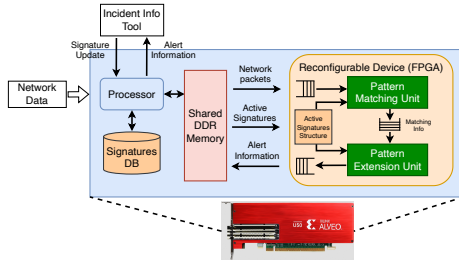 Incident Info
Tool
Signature
Update
Alert
Information
Network
Data
Processor
Signatures
DB
Shared
DDR
Memory
Network
packets
Active
Signatures
Alert
Information
Reconfigurable Device (FPGA)
Pattern
Matching Unit
Active
Signatures
Structure
Matching
Info
Pattern
Extension Unit
U50
XILINX
ALVEO.